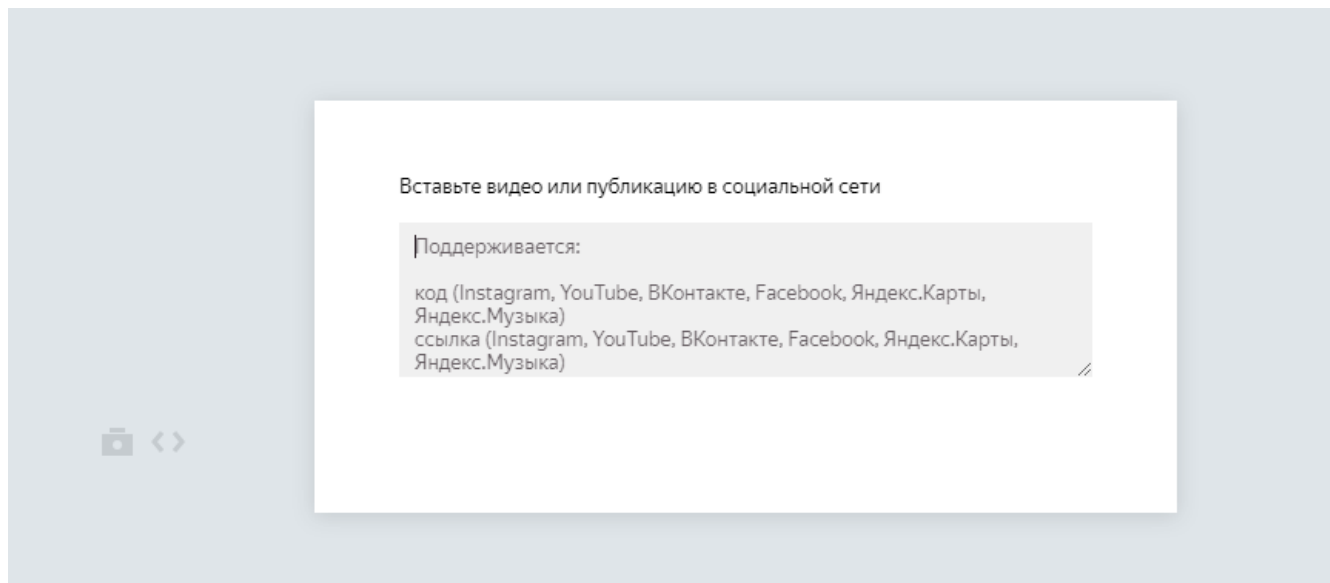 Вставьте видео или публикацию в социальной сети
Поддерживается:
код (Instagram, YouTube, ВКонтакте, Facebook, Яндекс.Карты,
Яндекс.Музыка)
ссылка (Instagram, YouTube, ВКонтакте, Facebook, Яндекс.Карты,
Яндекс.Музыка)